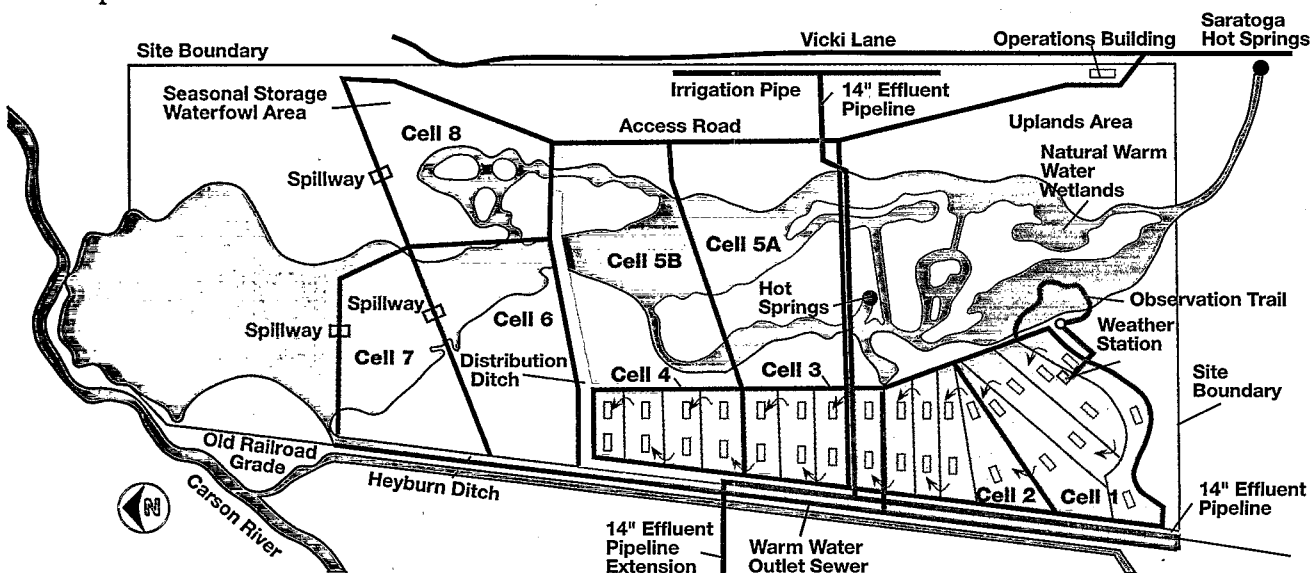 Saratoga
Hot Springs
Vicki Lane
Operations Building
Site Boundary
Seasonal Storage
Waterfowl Area
Irrigation Pipe
14" Effluent
Pipeline
Cell 8
Access Road
Uplands Area
Natural Warm
Water
Wetlands
Spillway
Cell 5A
Cell 5B
Hot
Springs
Observation Trail
Weather
Station
Spillway
Spillway
Cell 6
Cell 7
Distribution
Ditch
Cell 4
Cell 3
Site
Boundary
Old Railroad
Grade
Heyburn Ditch
Carson River
N
Cell 2
Cell 1
14" Effluent
Pipeline
14" Effluent
Pipeline
Extension
Warm Water
Outlet Sewer